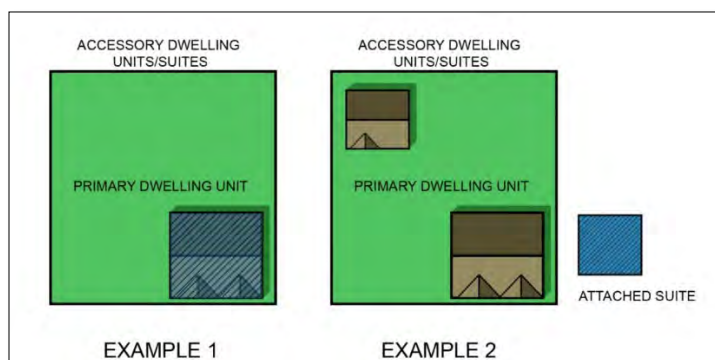 ACCESSORY DWELLING
UNITS/SUITES
PRIMARY DWELLING UNIT
EXAMPLE 1
ACCESSORY DWELLING
UNITS/SUITES
PRIMARY DWELLING UNIT
EXAMPLE 2
ATTACHED SUITE